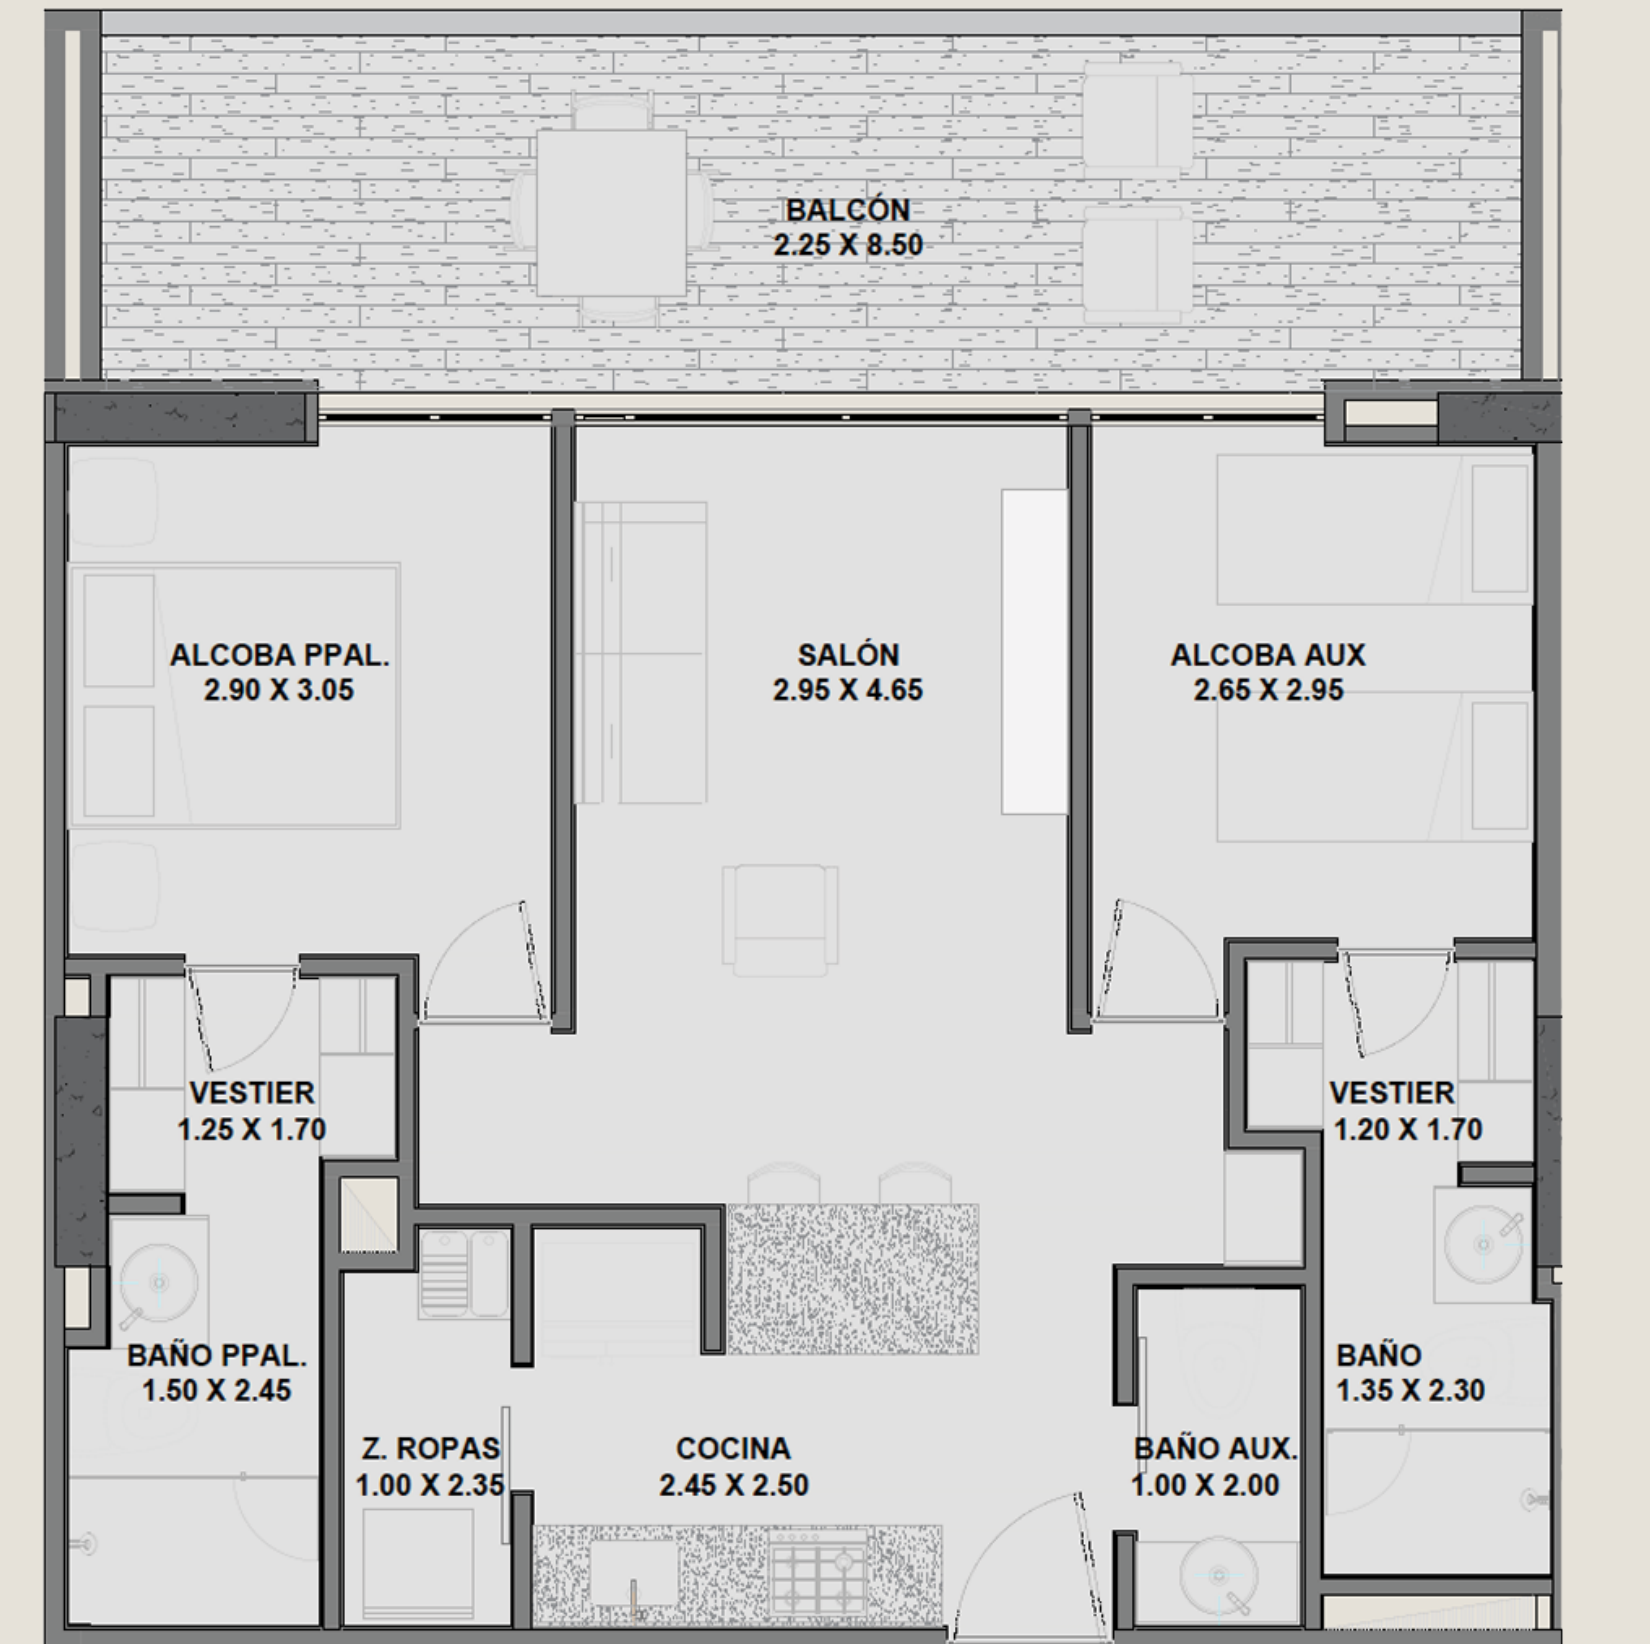 BALCÓN
2.25 X 8.50
ALCOBA PPAL.
2.90 X 3.05
SALÓN
2.95 X 4.65
ALCOBA AUX
2.65 X 2.95
VESTIER
1.25 X 1.70
VESTIER
1.20 X 1.70
BAÑO PPAL.
1.50 X 2.45
BAÑO
1.35 X 2.30
Z. ROPAS
1.00 X 2.35
COCINA
2.45 X 2.50
BAÑO AUX.
1.00 X 2.00